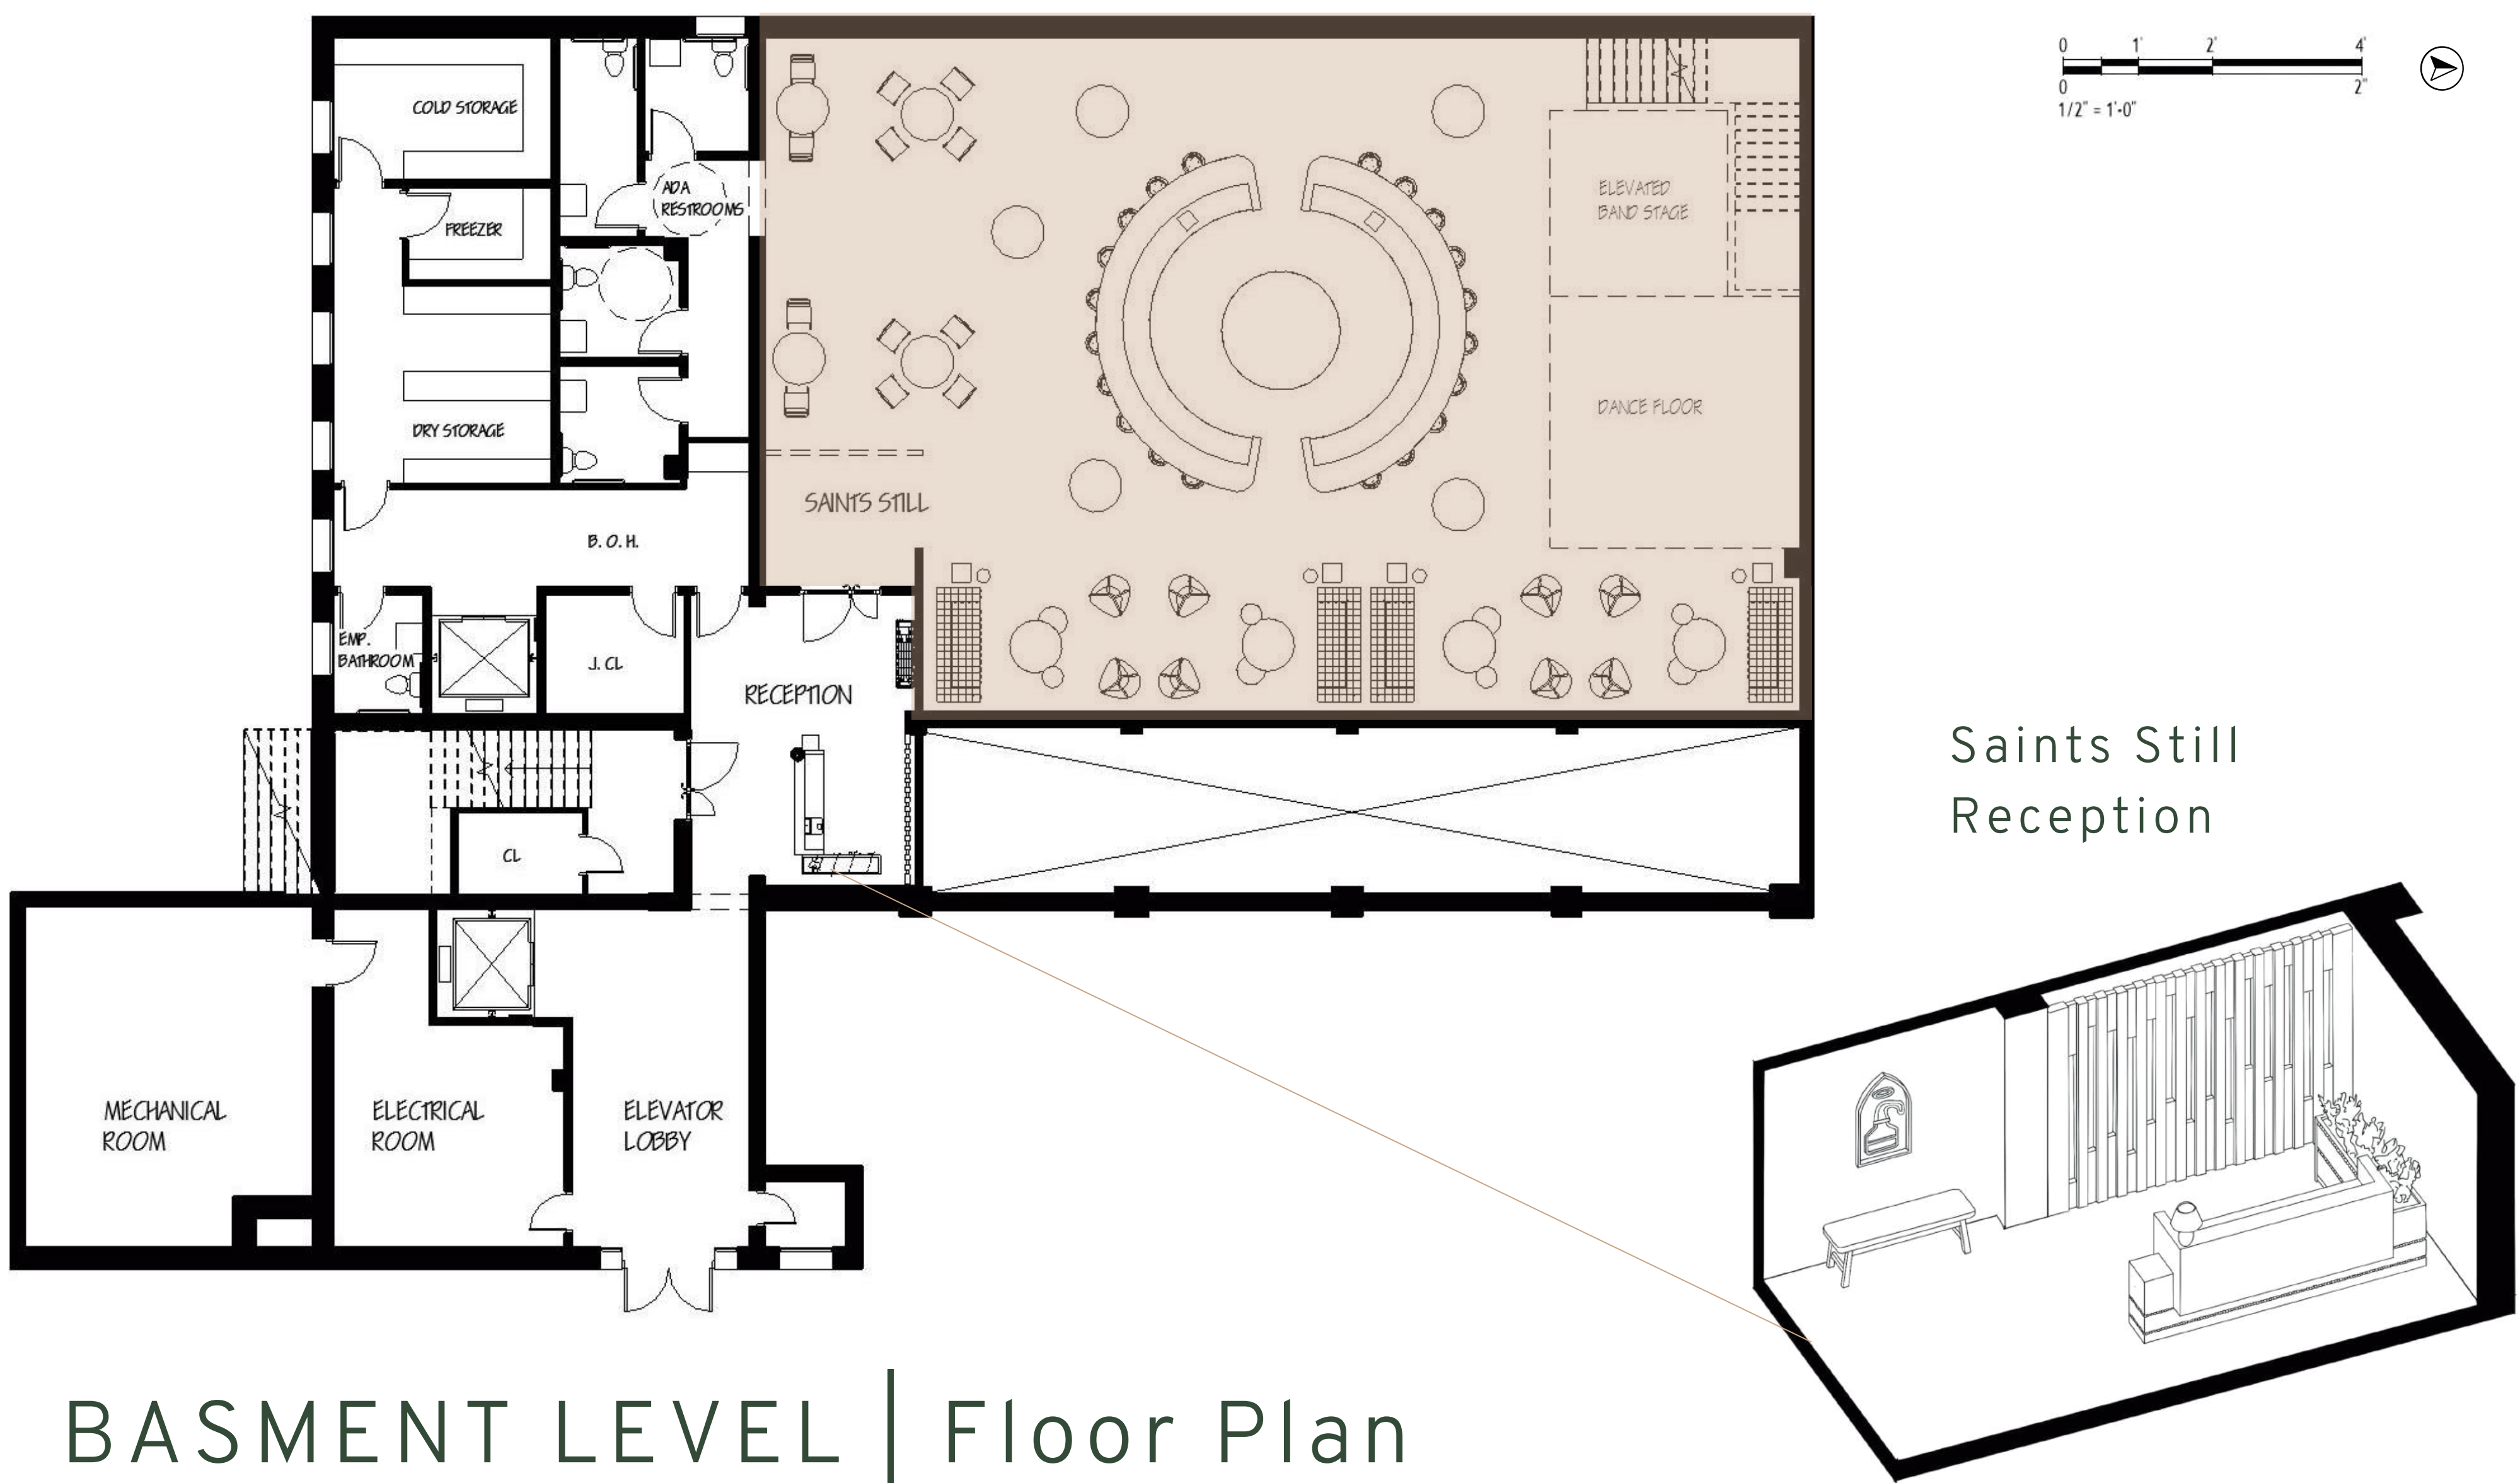 COLD STORAGE
FREEZER
DRY STORAGE
ADA
RESTROOMS
B. O. H.
EMP.
BATHROOM
J. CL
RECEPTION
CL
SAINTS STILL
ELEVATED
BAND STAGE
DANCE FLOOR
0 1' 2' 4'
0 2"
1/2" = 1'-0"
Saints Still
Reception
MECHANICAL
ROOM
ELECTRICAL
ROOM
ELEVATOR
LOBBY
BASMENT LEVEL | Floor Plan